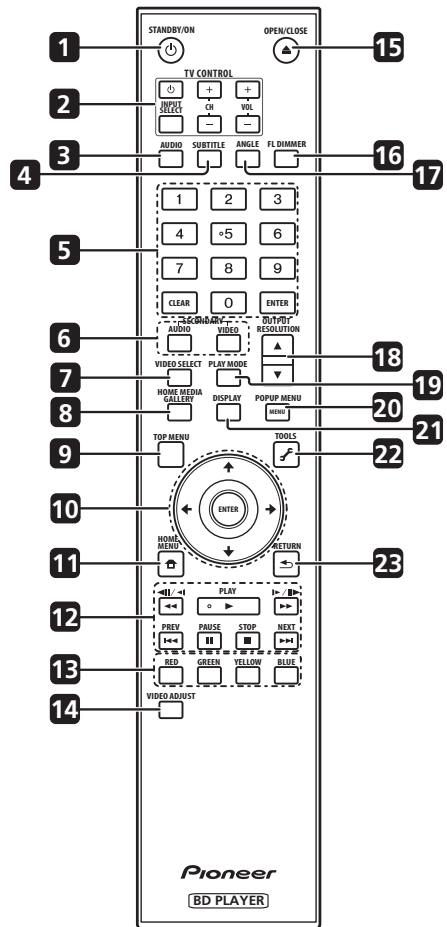 STANDBY/ON OPEN/CLOSE
1 15
TV CONTROL
2 + +
INPUT SELECT CH VOL
– –
3 AUDIO SUBTITLE ANGLE FL DIMMER 16
4 17
1 2 3
5 4 5 6
7 8 9
CLEAR 0 ENTER
SECONDARY OUTPUT
6 AUDIO VIDEO RESOLUTION
18
7 VIDEO SELECT PLAY MODE 19
8 HOME MEDIA GALLERY DISPLAY POPUP MENU 20
MENU
21
9 TOP MENU TOOLS 22
10 ENTER
11 HOME MENU RETURN 23
12 PLAY
PREV PAUSE STOP NEXT
13 RED GREEN YELLOW BLUE
14 VIDEO ADJUST
Pioneer
BD PLAYER